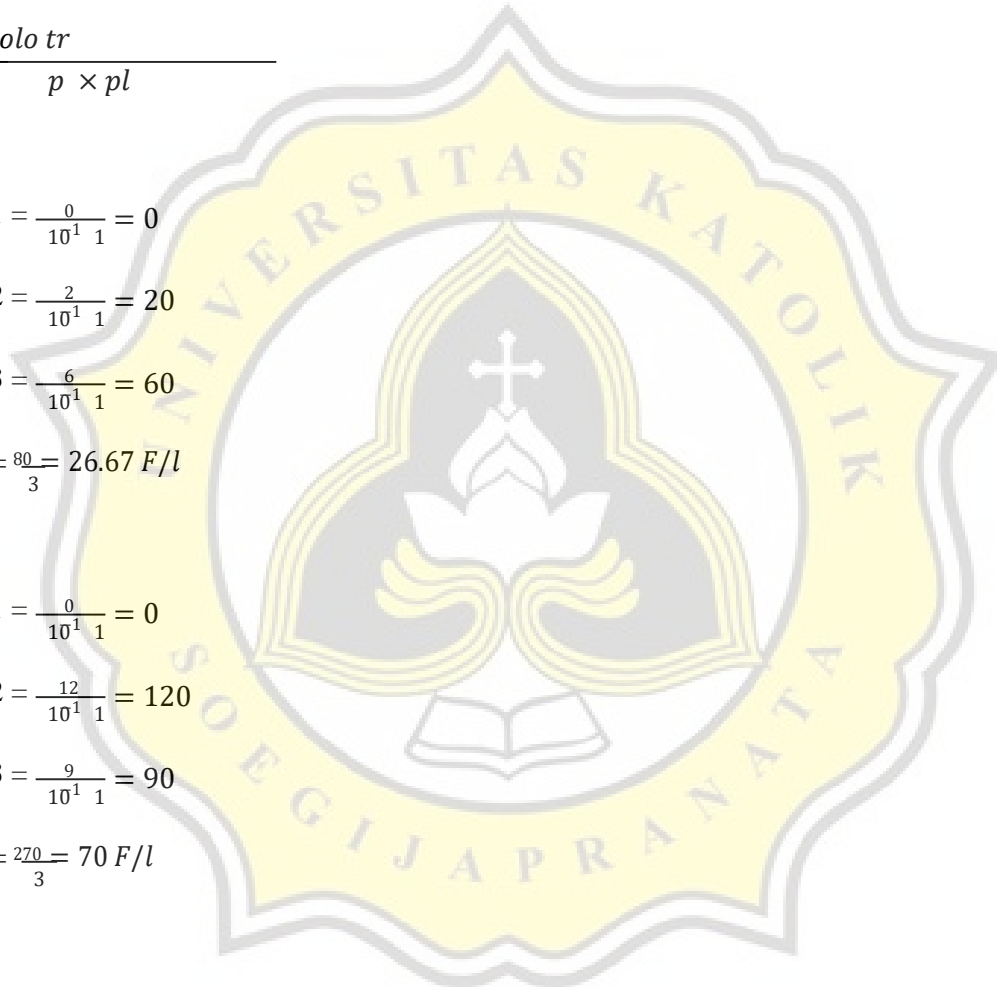 olo tr
p × pl
= 0 / 10⁻¹ 1 = 0
2 = 2 / 10⁻¹ 1 = 20
= 6 / 10⁻¹ 1 = 60
= 80 / 3 = 26.67 F/l
= 0 / 10⁻¹ 1 = 0
2 = 12 / 10⁻¹ 1 = 120
= 9 / 10⁻¹ 1 = 90
= 270 / 3 = 70 F/l
UNIVERSITAS KATOLIK
SOEGIJAPRANATA